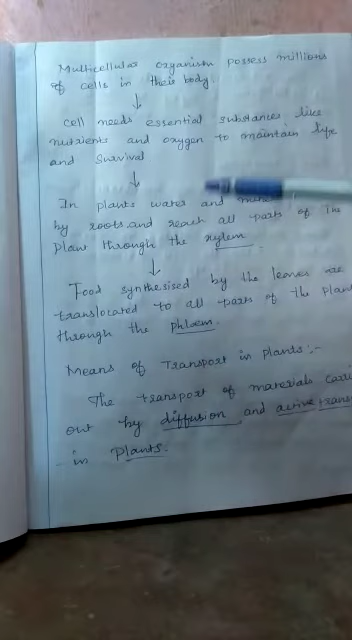 Multicellular organism possess millions
of cells in their body.
↓
Cell needs essential substances like
nutrients and oxygen to maintain life
and survival
↓
In plants water and
by roots and reach all parts of the
plant through the xylem.
↓
Food synthesised by the leaves are
translocated to all parts of the plant
through the phloem.
Means of Transport in plants:-
The transport of materials
out by diffusion and active
in plants.